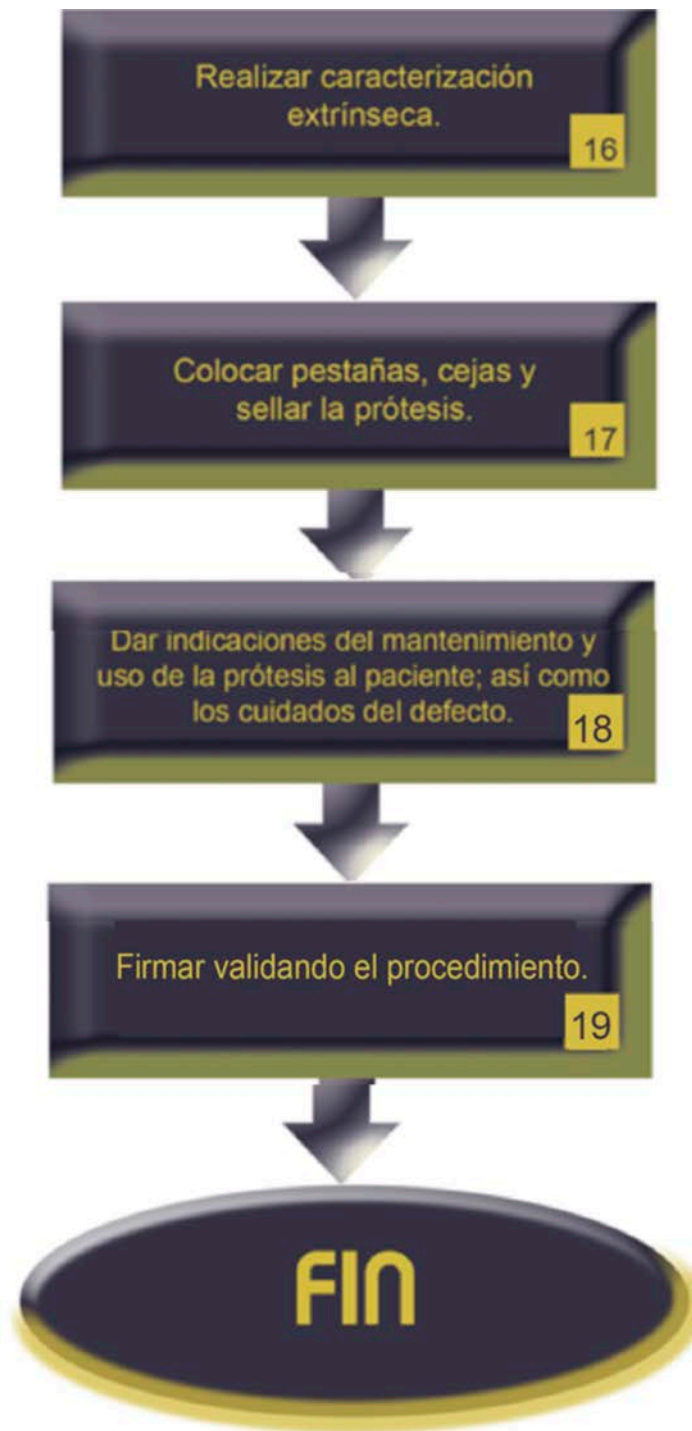 Realizar caracterización
extrínseca.
16
Colocar pestañas, cejas y
sellar la prótesis.
17
Dar indicaciones del mantenimiento y
uso de la prótesis al paciente; así como
los cuidados del defecto.
18
Firmar validando el procedimiento.
19
FIN